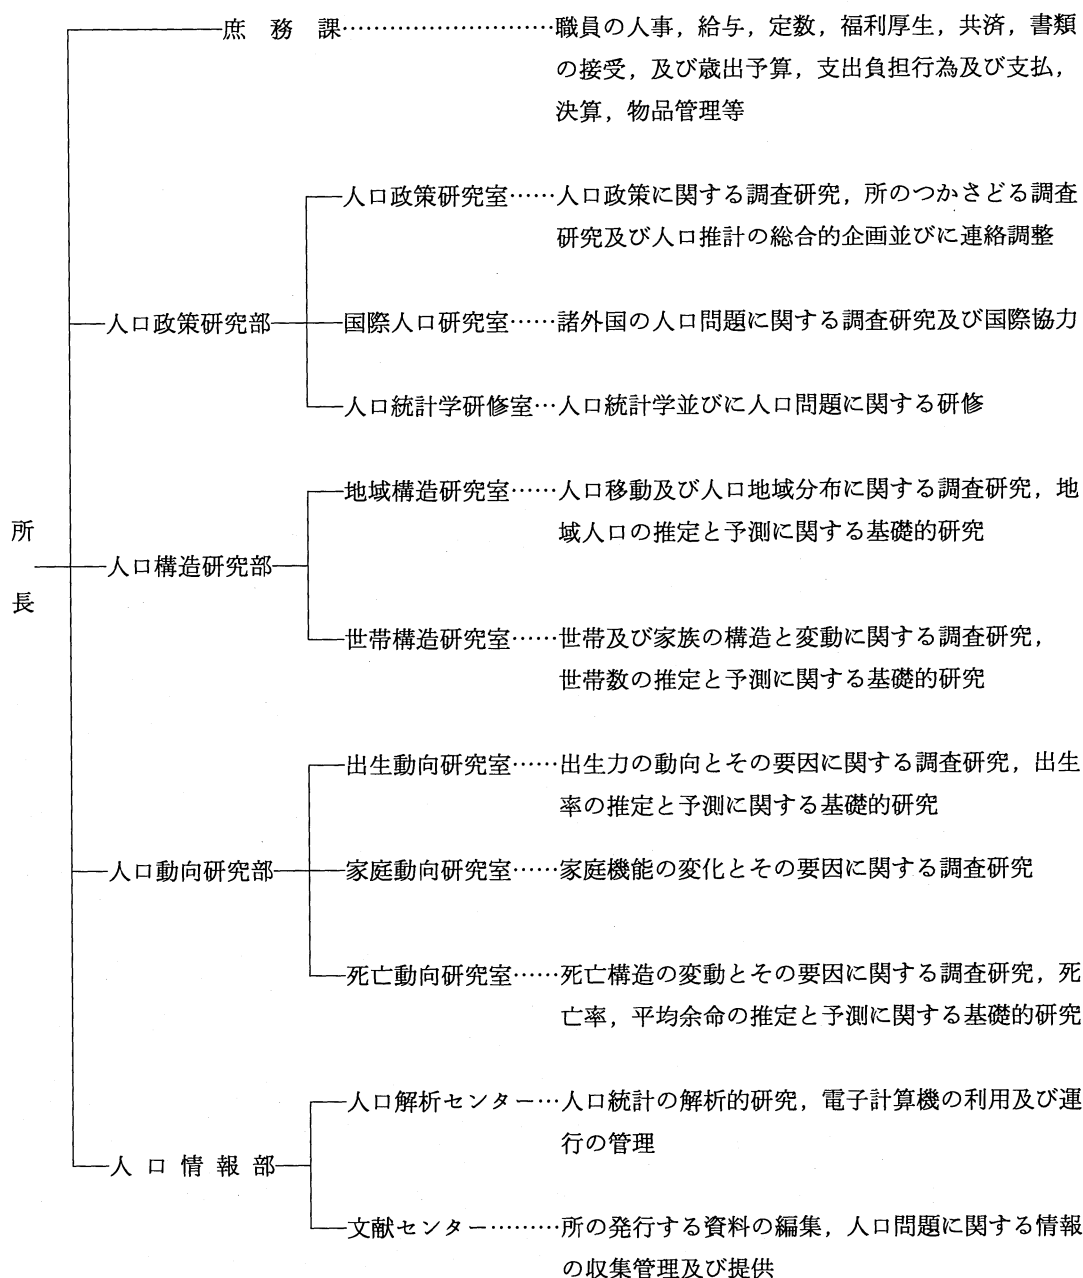 庶務課……………………職員の人事，給与，定数，福利厚生，共済，書類
の接受，及び歳出予算，支出負担行為及び支払，
決算，物品管理等
人口政策研究室……人口政策に関する調査研究，所のつかさどる調査
研究及び人口推計の総合的企画並びに連絡調整
人口政策研究部
国際人口研究室……諸外国の人口問題に関する調査研究及び国際協力
人口統計学研修室…人口統計学並びに人口問題に関する研修
地域構造研究室……人口移動及び人口地域分布に関する調査研究，地
域人口の推定と予測に関する基礎的研究
所長
人口構造研究部
世帯構造研究室……世帯及び家族の構造と変動に関する調査研究，
世帯数の推定と予測に関する基礎的研究
出生動向研究室……出生力の動向とその要因に関する調査研究，出生
率の推定と予測に関する基礎的研究
人口動向研究部
家庭動向研究室……家庭機能の変化とその要因に関する調査研究
死亡動向研究室……死亡構造の変動とその要因に関する調査研究，死
亡率，平均余命の推定と予測に関する基礎的研究
人口解析センター…人口統計の解析的研究，電子計算機の利用及び運
行の管理
人口情報部
文献センター………所の発行する資料の編集，人口問題に関する情報
の収集管理及び提供